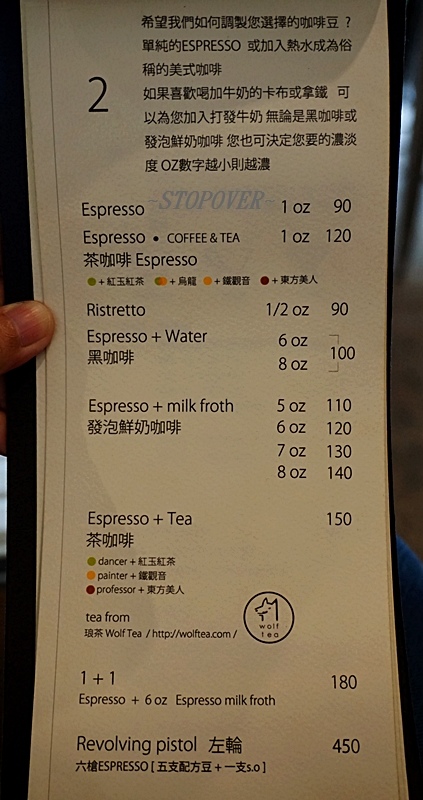 希望我們如何調製您選擇的咖啡豆 ?
單純的ESPRESSO 或加入熱水成為俗
稱的美式咖啡
2
如果喜歡喝加牛奶的卡布或拿鐵 可
以為您加入打發牛奶 無論是黑咖啡或
發泡鮮奶咖啡 您也可決定您要的濃淡
度 OZ數字越小則越濃
-STOPOVER-
Espresso 1 oz 90
Espresso • COFFEE & TEA 1 oz 120
茶咖啡 Espresso
+ 紅玉紅茶 + 烏龍 + 鐵觀音 + 東方美人
Ristretto 1/2 oz 90
Espresso + Water 6 oz
黑咖啡 8 oz 100
Espresso + milk froth 5 oz 110
發泡鮮奶咖啡 6 oz 120
7 oz 130
8 oz 140
Espresso + Tea 150
茶咖啡
dancer + 紅玉紅茶
painter + 鐵觀音
professor + 東方美人
tea from
琅茶 Wolf Tea / http://wolftea.com /
wolf
tea
1 + 1 180
Espresso + 6 oz Espresso milk froth
Revolving pistol 左輪 450
六槍ESPRESSO [ 五支配方豆 + 一支s.o ]